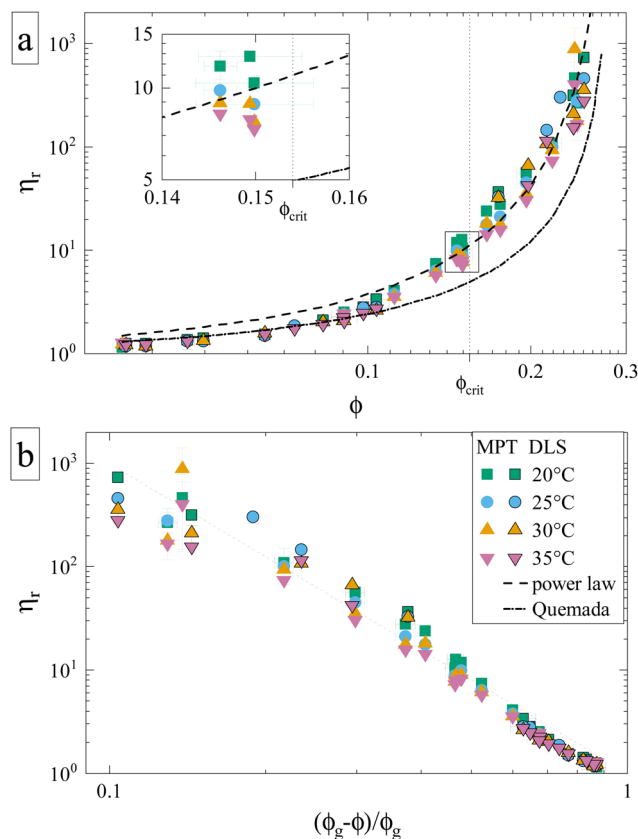 a
10³
10²
10¹
10⁰
ηr
15
10
5
0.14 0.15 0.16
ϕcrit
0.1 ϕcrit 0.2 0.3
ϕ
b
10³
10²
10¹
10⁰
ηr
MPT DLS
20°C
25°C
30°C
35°C
power law
Quemada
0.1 1
(ϕg-ϕ)/ϕg